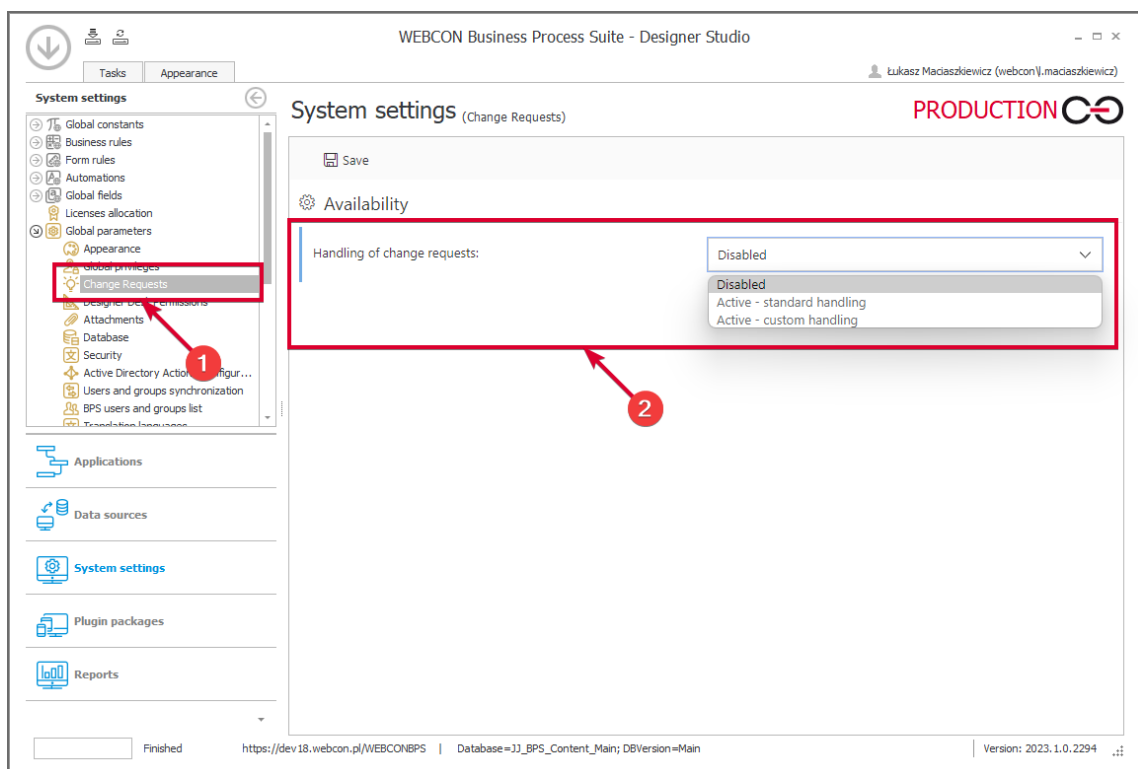 WEBCON Business Process Suite - Designer Studio
Tasks
Appearance
Łukasz Maciaszkiewicz (webcon\l.maciaszkiewicz)
System settings
Global constants
Business rules
Form rules
Automations
Global fields
Licenses allocation
Global parameters
Appearance
Global privileges
Change Requests
Designer Desk Permissions
Attachments
Database
Security
Active Directory Action
Users and groups synchronization
BPS users and groups list
Translation languages
1
Applications
Data sources
System settings
Plugin packages
Reports
System settings (Change Requests)
PRODUCTION
Save
Availability
Handling of change requests:
Disabled
Disabled
Active - standard handling
Active - custom handling
2
Finished
https://dev18.webcon.pl/WEBCONBPS | Database=JJ_BPS_Content_Main; DBVersion=Main
Version: 2023.1.0.2294